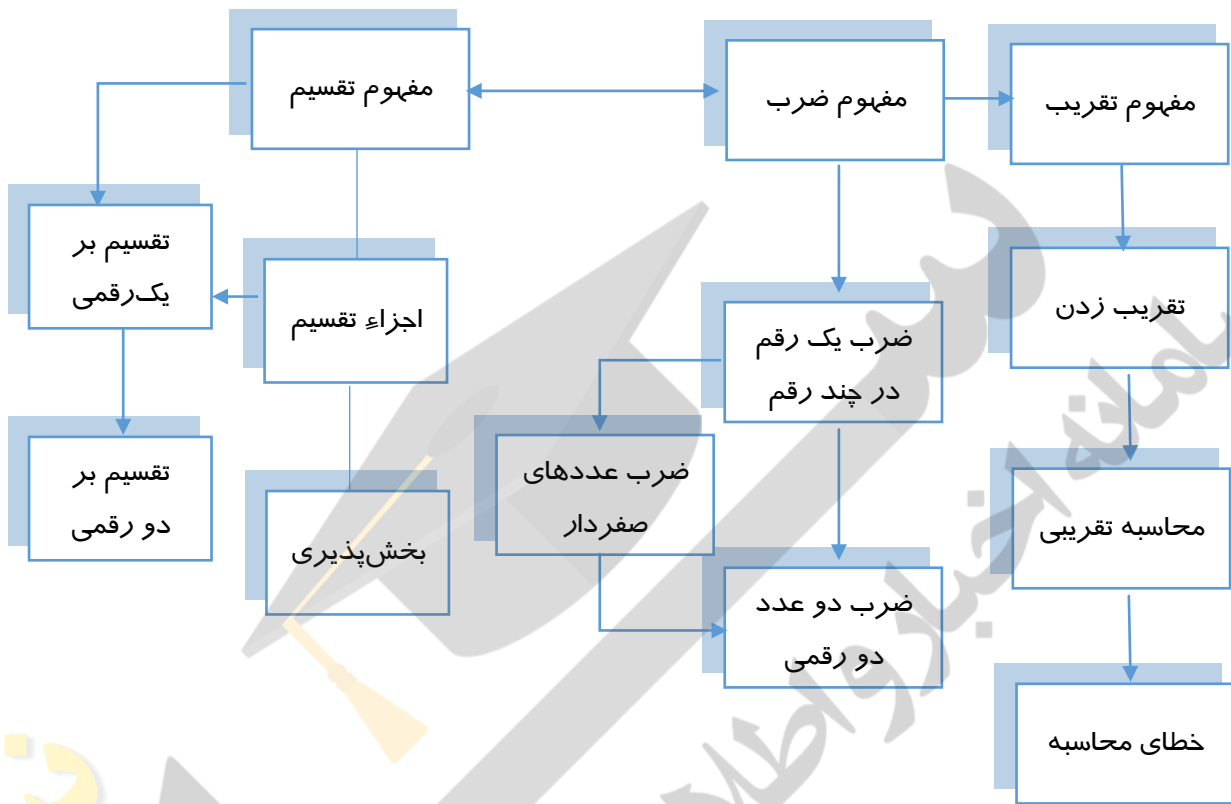 مفهوم تقریب
مفهوم ضرب
مفهوم تقسیم
تقریب زدن
ضرب یک رقم
در چند رقم
اجزاءِ تقسیم
تقسیم بر
یک‌رقمی
محاسبه تقریبی
ضرب عددهای
صفردار
بخش‌پذیری
تقسیم بر
دو رقمی
ضرب دو عدد
دو رقمی
خطای محاسبه